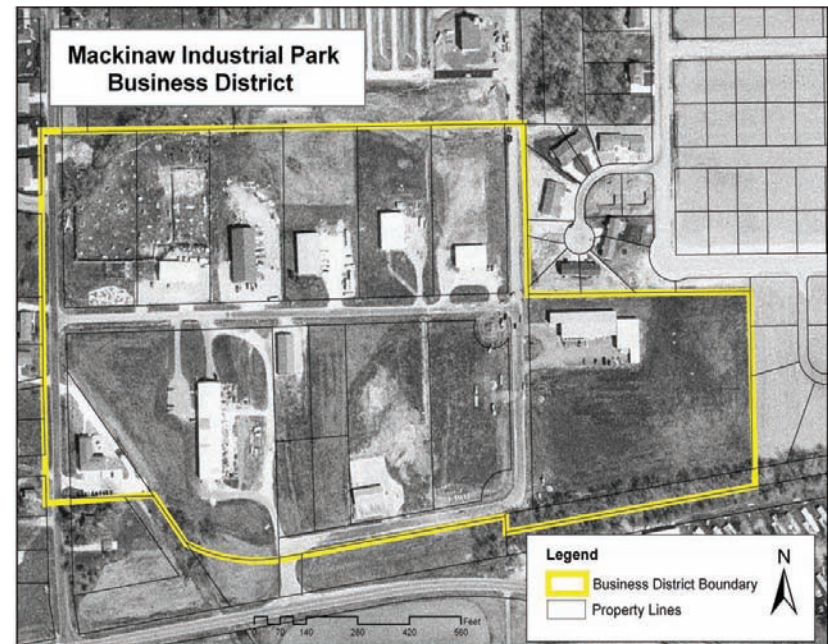 Mackinaw Industrial Park
Business District
Legend
Business District Boundary
Property Lines
N
Feet
0 70 140 280 420 560